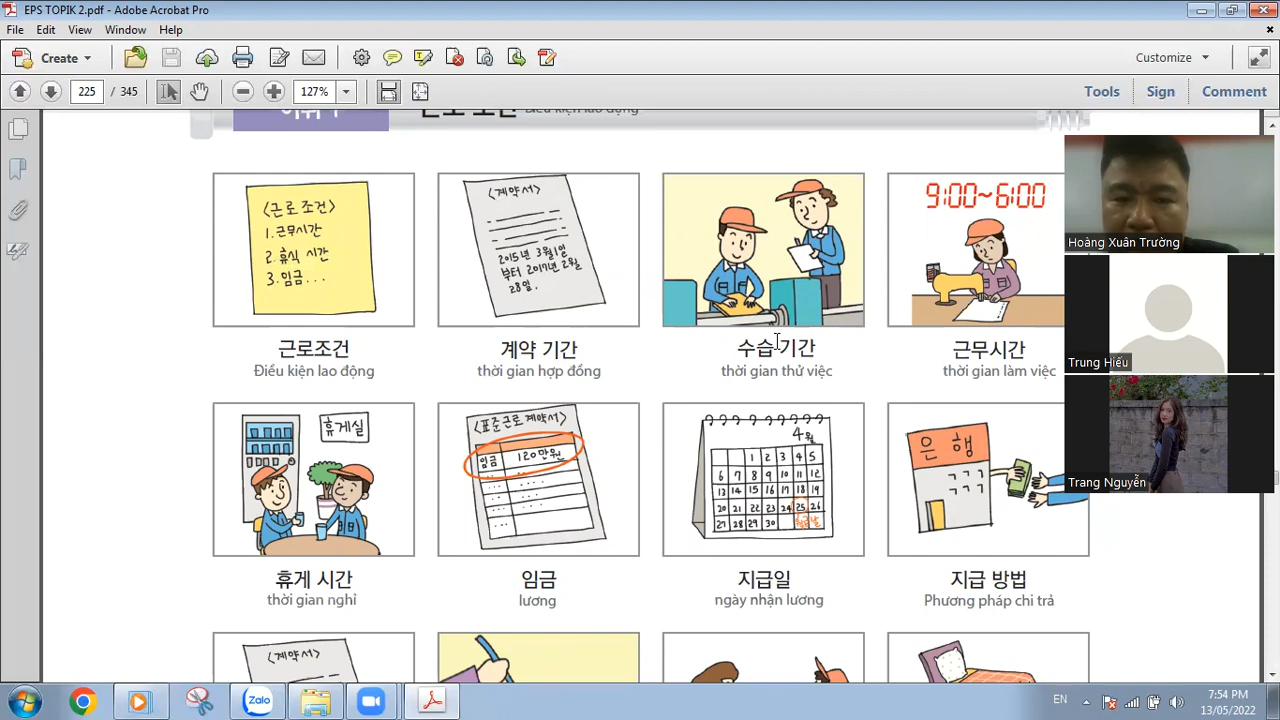 EPS TOPIK 2.pdf - Adobe Acrobat Pro
File Edit View Window Help
Create
Customize
225 / 345
127%
Tools Sign Comment
Điều kiện lao động
<근로조건>
1. 근무시간
2. 휴식 시간
3. 임금...
<계약서>
2015년 3월1일
부터 2017년 2월
28일.
9:00~6:00
근로조건
Điều kiện lao động
계약 기간
thời gian hợp đồng
수습 기간
thời gian thử việc
근무시간
thời gian làm việc
휴게실
<표준근로계약서>
임금 120만원
4월
1 2 3 4 5
6 7 8 9 10 11 12
13 14 15 16 17 18 19
20 21 22 23 24 25 26
27 28 29 30
은행
휴게 시간
thời gian nghỉ
임금
lương
지급일
ngày nhận lương
지급 방법
Phương pháp chi trả
<계약서>
Hoàng Xuân Trường
Trung Hiếu
Trang Nguyễn
Zalo
EN
7:54 PM
13/05/2022